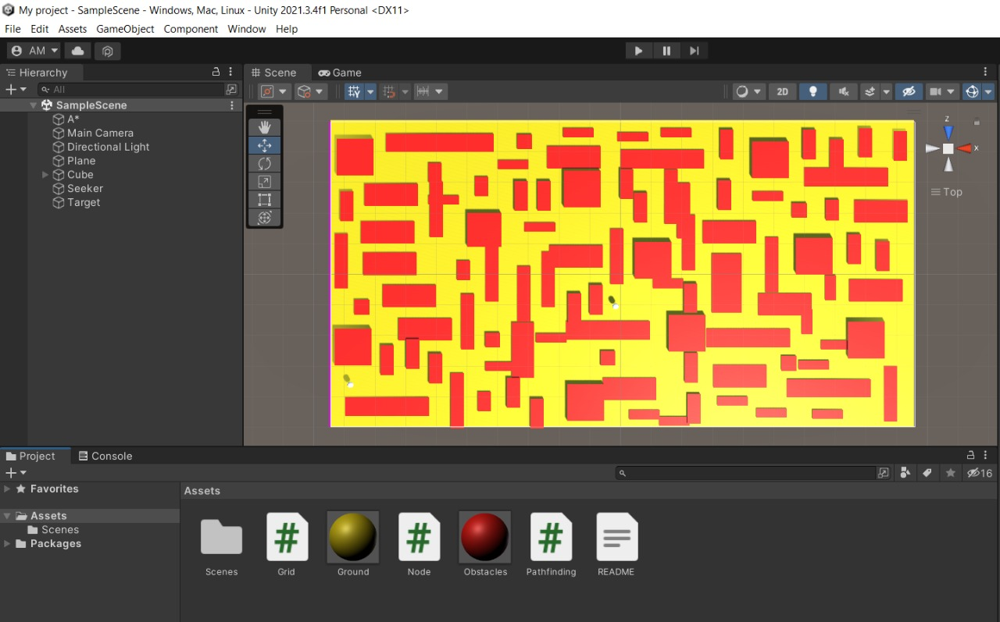 My project - SampleScene - Windows, Mac, Linux - Unity 2021.3.4f1 Personal <DX11>
File Edit Assets GameObject Component Window Help
AM
Hierarchy
Scene
Game
All
2D
SampleScene
A*
Main Camera
Directional Light
Plane
Cube
Seeker
Target
Z
X
Top
Project
Console
16
Favorites
Assets
Scenes
Packages
Assets
Scenes
Grid
Ground
Node
Obstacles
Pathfinding
README